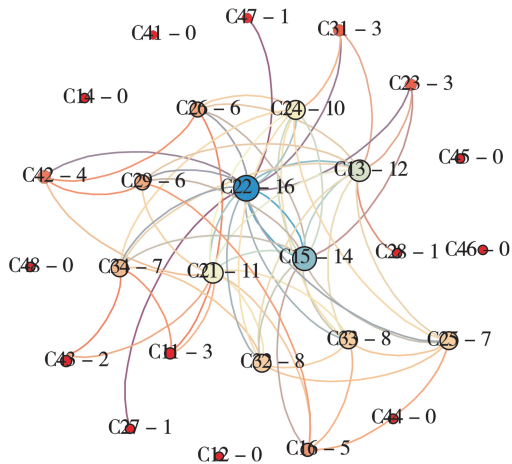 C47 – 1
C41 – 0
C31 – 3
C23 – 3
C14 – 0
C26 – 6
C24 – 10
C45 – 0
C13 – 12
C42 – 4
C29 – 6
C22 – 16
C28 – 1
C46 – 0
C15 – 14
C48 – 0
C34 – 7
C21 – 11
C33 – 8
C25 – 7
C11 – 3
C43 – 2
C32 – 8
C44 – 0
C27 – 1
C16 – 5
C12 – 0